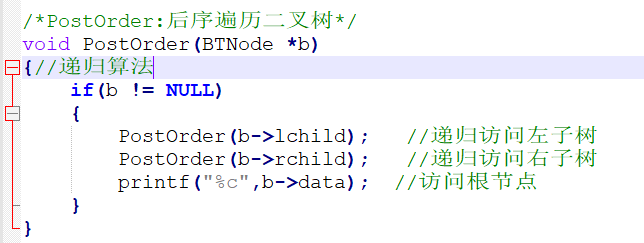 /*PostOrder:后序遍历二叉树*/
void PostOrder(BTNode *b)
{//递归算法
    if(b != NULL)
    {
        PostOrder(b->lchild);   //递归访问左子树
        PostOrder(b->rchild);   //递归访问右子树
        printf("%c",b->data);  //访问根节点
    }
}